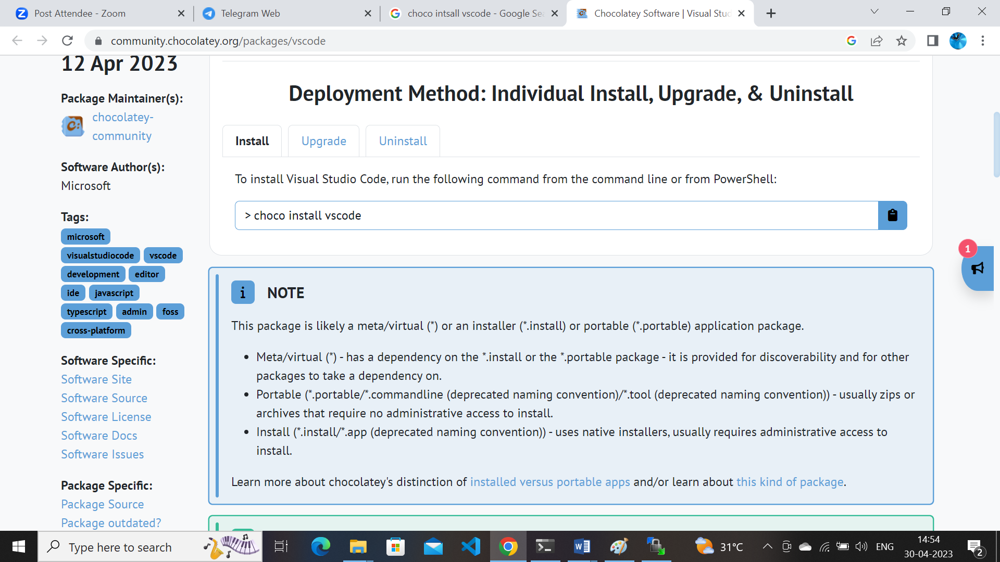 Post Attendee - Zoom
Telegram Web
choco intsall vscode - Google Sea
Chocolatey Software | Visual Stud
community.chocolatey.org/packages/vscode
12 Apr 2023
Package Maintainer(s):
chocolatey-
community
Software Author(s):
Microsoft
Tags:
microsoft
visualstudiocode vscode
development editor
ide javascript
typescript admin foss
cross-platform
Software Specific:
Software Site
Software Source
Software License
Software Docs
Software Issues
Package Specific:
Package Source
Package outdated?
Deployment Method: Individual Install, Upgrade, & Uninstall
Install Upgrade Uninstall
To install Visual Studio Code, run the following command from the command line or from PowerShell:
> choco install vscode
1
i NOTE
This package is likely a meta/virtual (*) or an installer (*.install) or portable (*.portable) application package.
• Meta/virtual (*) - has a dependency on the *.install or the *.portable package - it is provided for discoverability and for other
packages to take a dependency on.
• Portable (*.portable/*.commandline (deprecated naming convention)/*.tool (deprecated naming convention)) - usually zips or
archives that require no administrative access to install.
• Install (*.install/*.app (deprecated naming convention)) - uses native installers, usually requires administrative access to
install.
Learn more about chocolatey's distinction of installed versus portable apps and/or learn about this kind of package.
Type here to search
31°C
ENG
14:54
30-04-2023
2